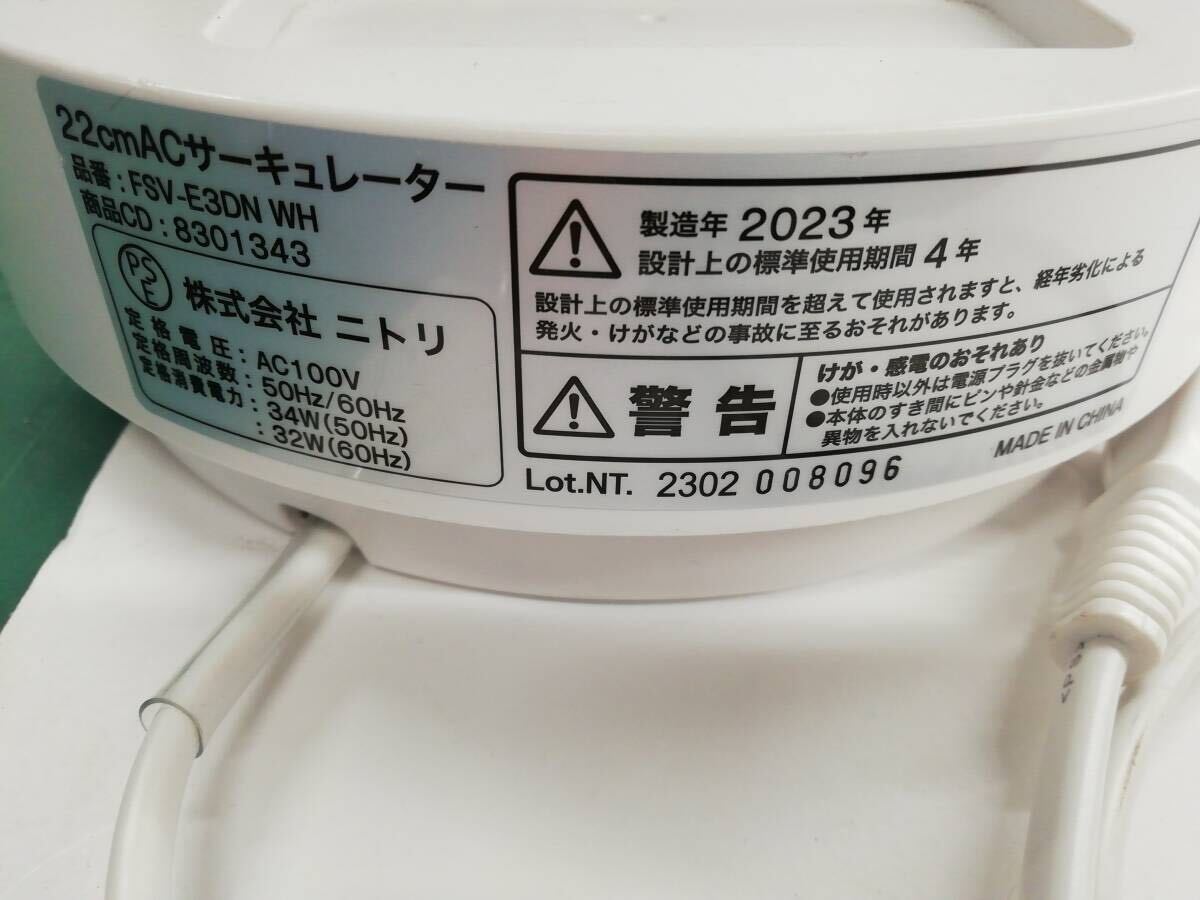 22cmACサーキュレーター
品番:FSV-E3DN WH
商品CD:8301343
PS
E
株式会社 ニトリ
定格電圧:AC100V
定格周波数:50Hz/60Hz
定格消費電力:34W(50Hz)
:32W(60Hz)
製造年 2023年
設計上の標準使用期間 4年
設計上の標準使用期間を超えて使用されますと、経年劣化による
発火・けがなどの事故に至るおそれがあります。
警告
けが・感電のおそれあり
●使用時以外は電源プラグを抜いてください。
●本体のすき間にピンや針金などの金属物や
異物を入れないでください。
Lot.NT. 2302 008096
MADE IN CHINA